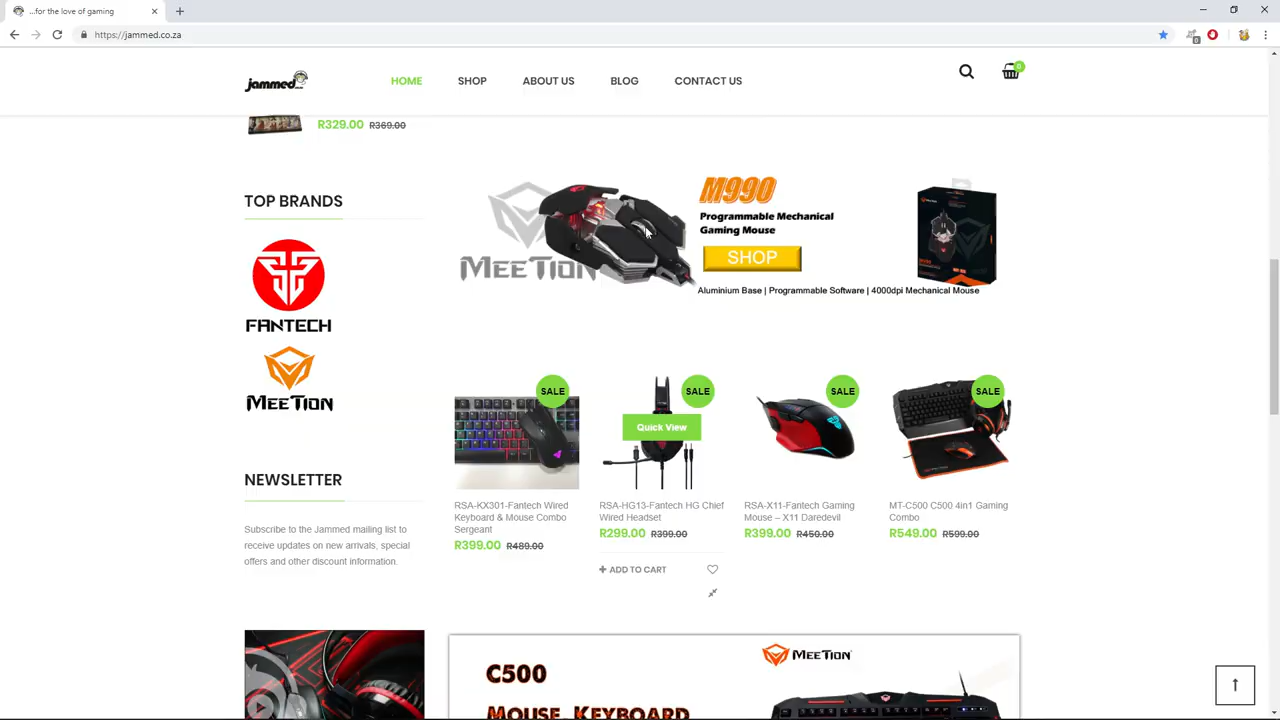 ...for the love of gaming
https://jammed.co.za
9
jammed
HOME
SHOP
ABOUT US
BLOG
CONTACT US
0
R329.00 R369.00
TOP BRANDS
FANTECH
MEETION
NEWSLETTER
Subscribe to the Jammed mailing list to
receive updates on new arrivals, special
offers and other discount information.
MEETION
M990
Programmable Mechanical
Gaming Mouse
SHOP
Aluminium Base | Programmable Software | 4000dpi Mechanical Mouse
SALE
RSA-KX301-Fantech Wired
Keyboard & Mouse Combo
Sergeant
R399.00 R489.00
SALE
Quick View
RSA-HG13-Fantech HG Chief
Wired Headset
R299.00 R399.00
+ ADD TO CART
SALE
RSA-X11-Fantech Gaming
Mouse – X11 Daredevil
R399.00 R450.00
SALE
MT-C500 C500 4in1 Gaming
Combo
R549.00 R599.00
MEETION
C500
MOUSE, KEYBOARD